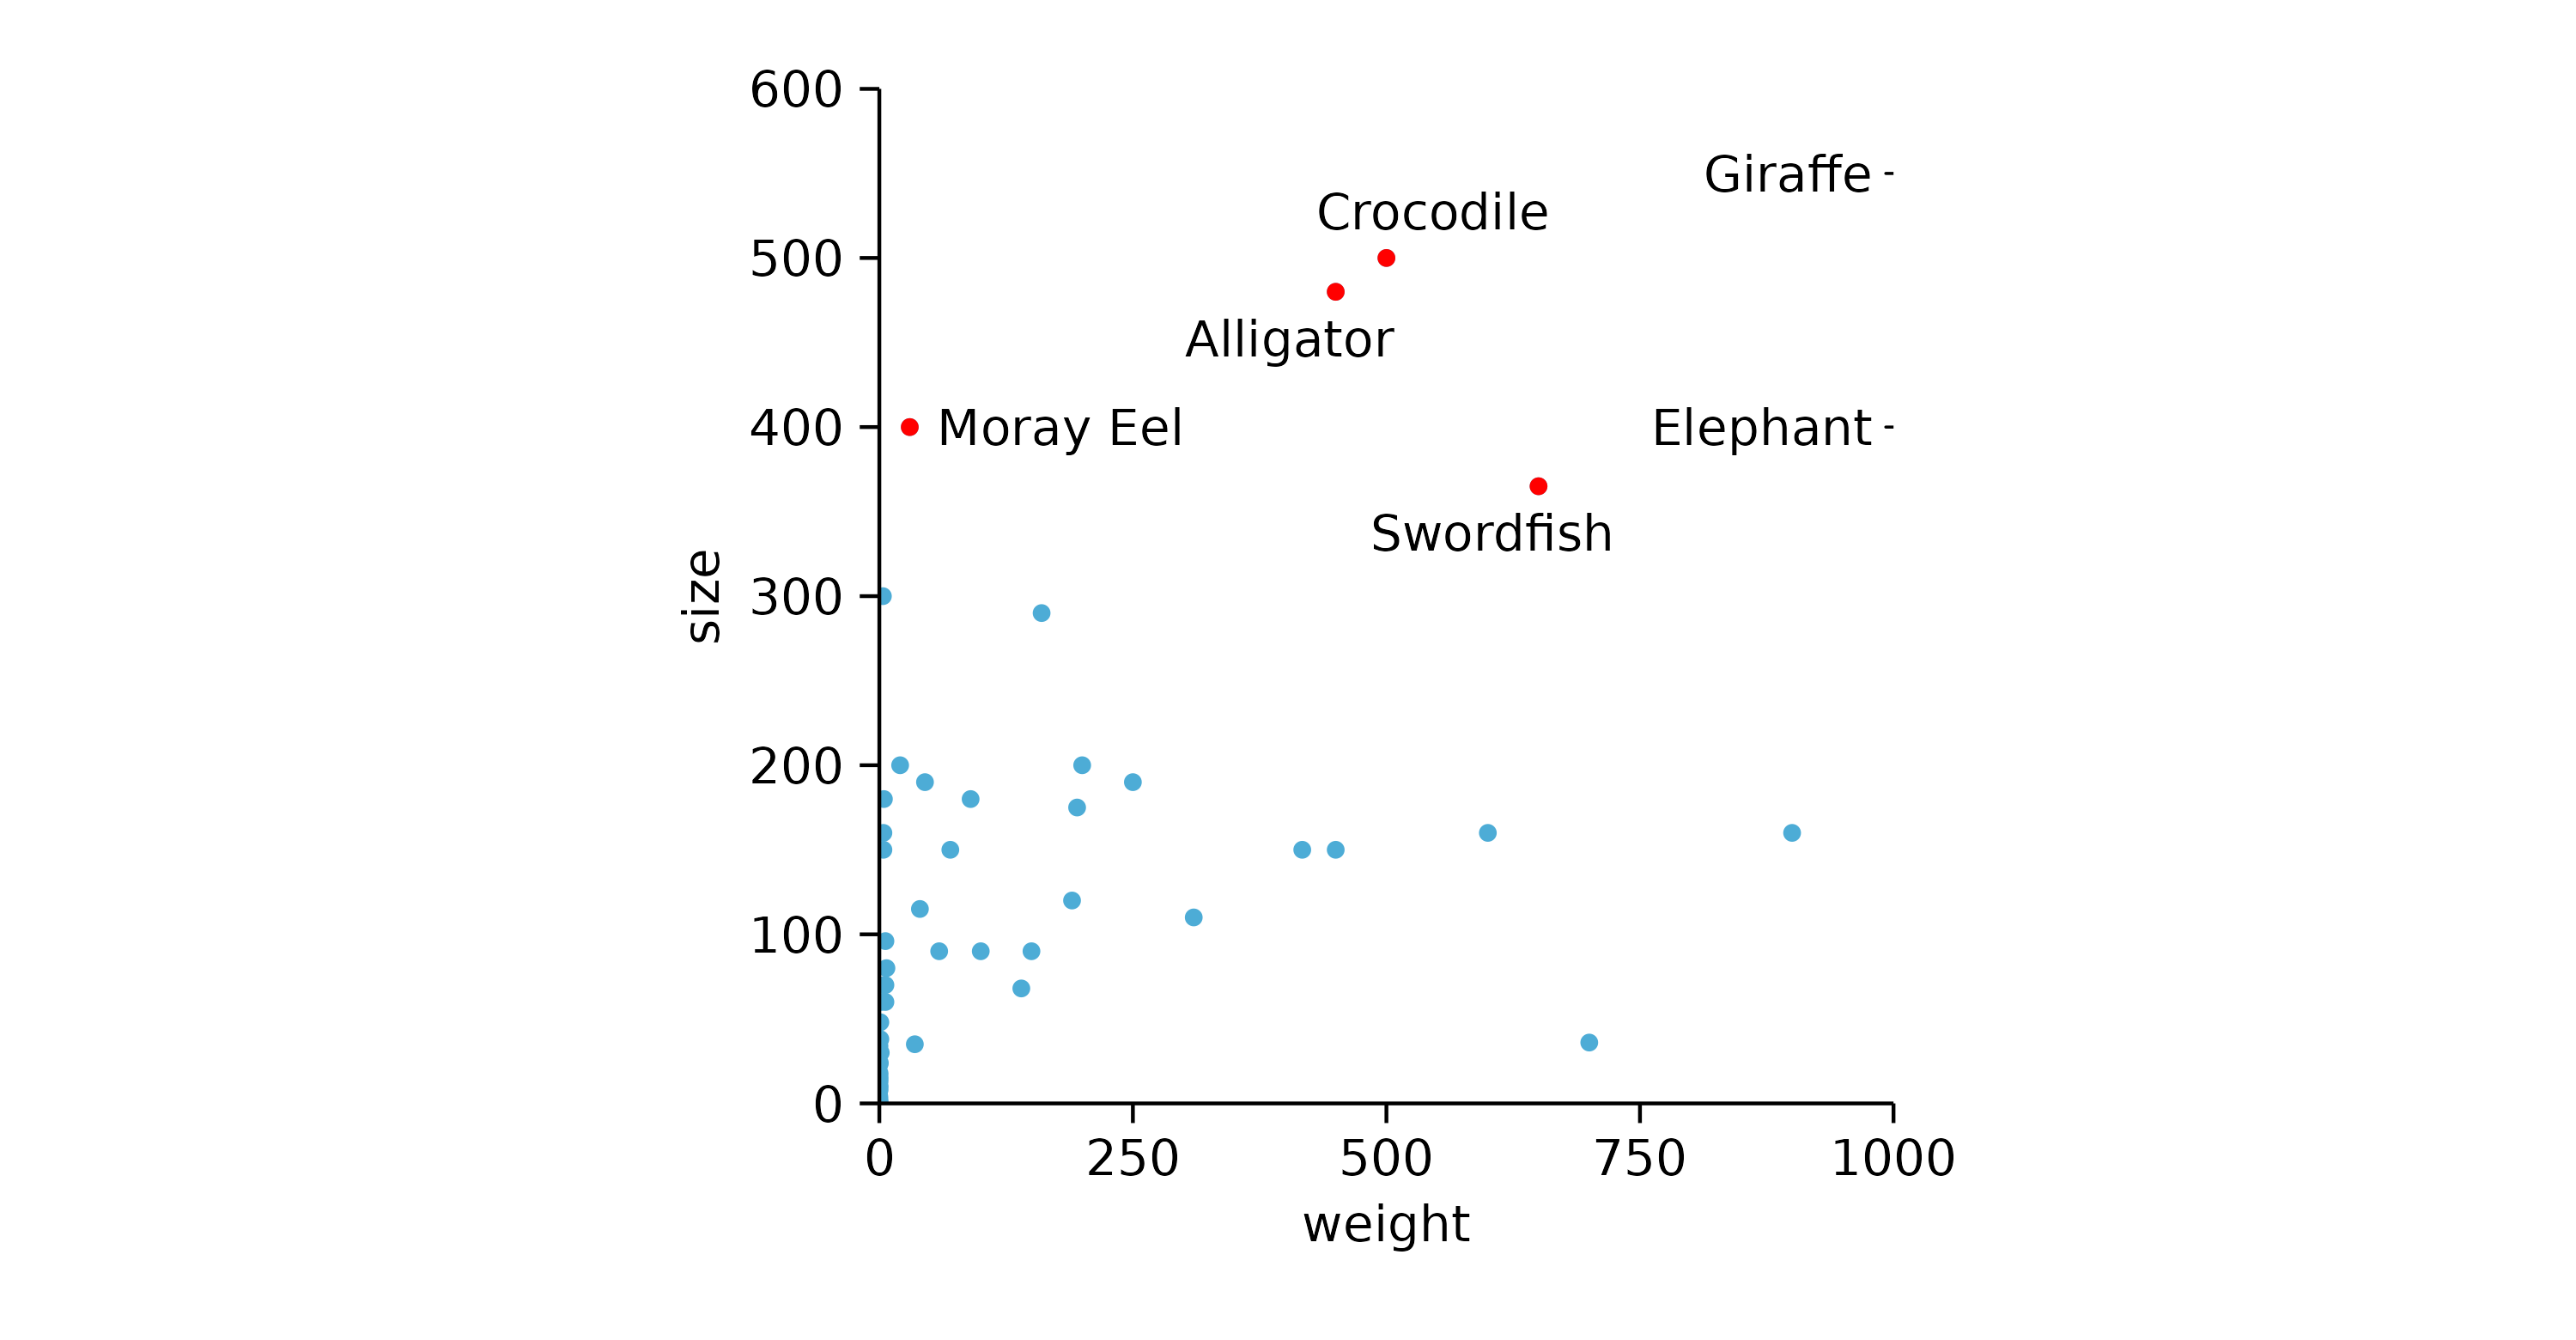 600
Giraffe -
Crocodile
500
Alligator
400
Moray Eel
Elephant -
Swordfish
size
300
200
100
0
0 250 500 750 1000
weight